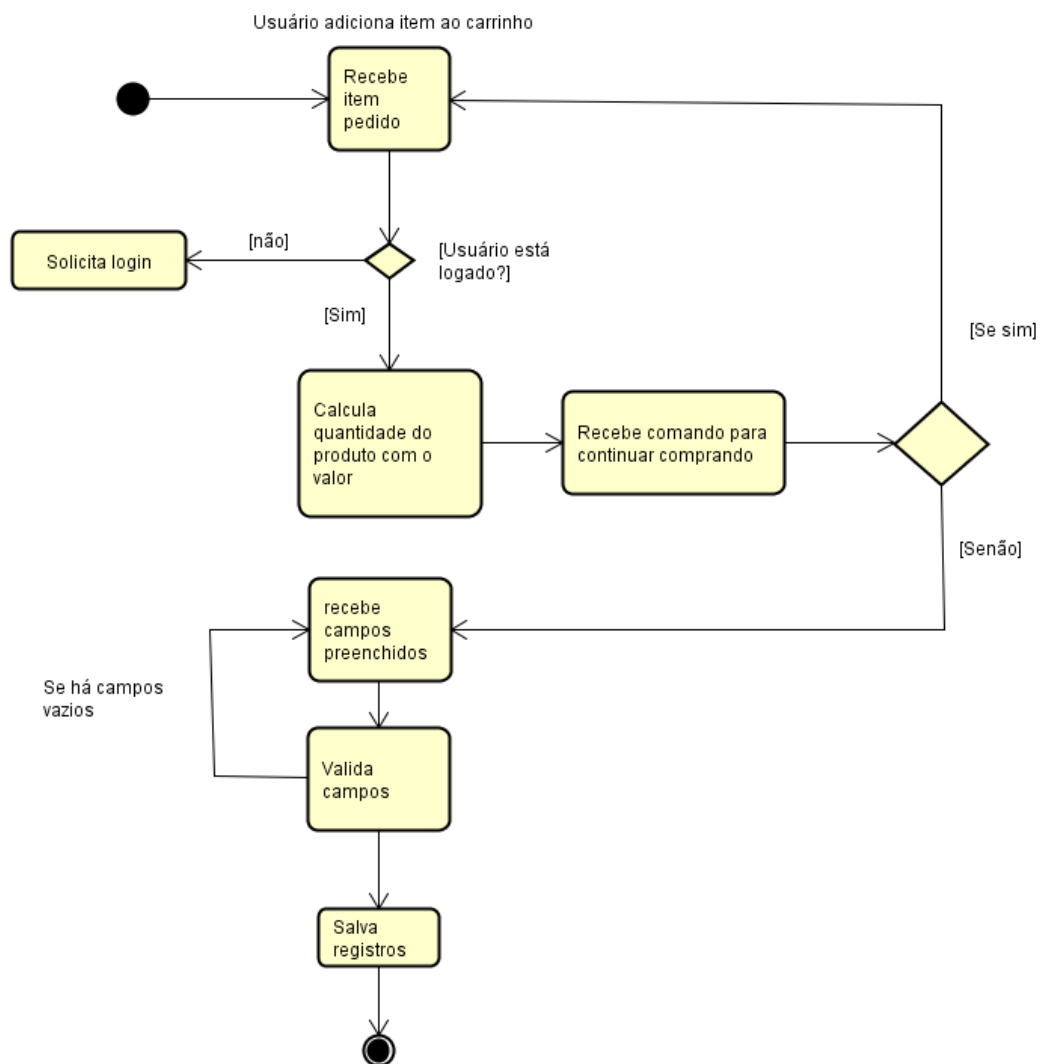 Usuário adiciona item ao carrinho
Recebe
item
pedido
[não]
[Usuário está
logado?]
Solicita login
[Sim]
[Se sim]
Calcula
quantidade do
produto com o
valor
Recebe comando para
continuar comprando
[Senão]
recebe
campos
preenchidos
Se há campos
vazios
Valida
campos
Salva
registros